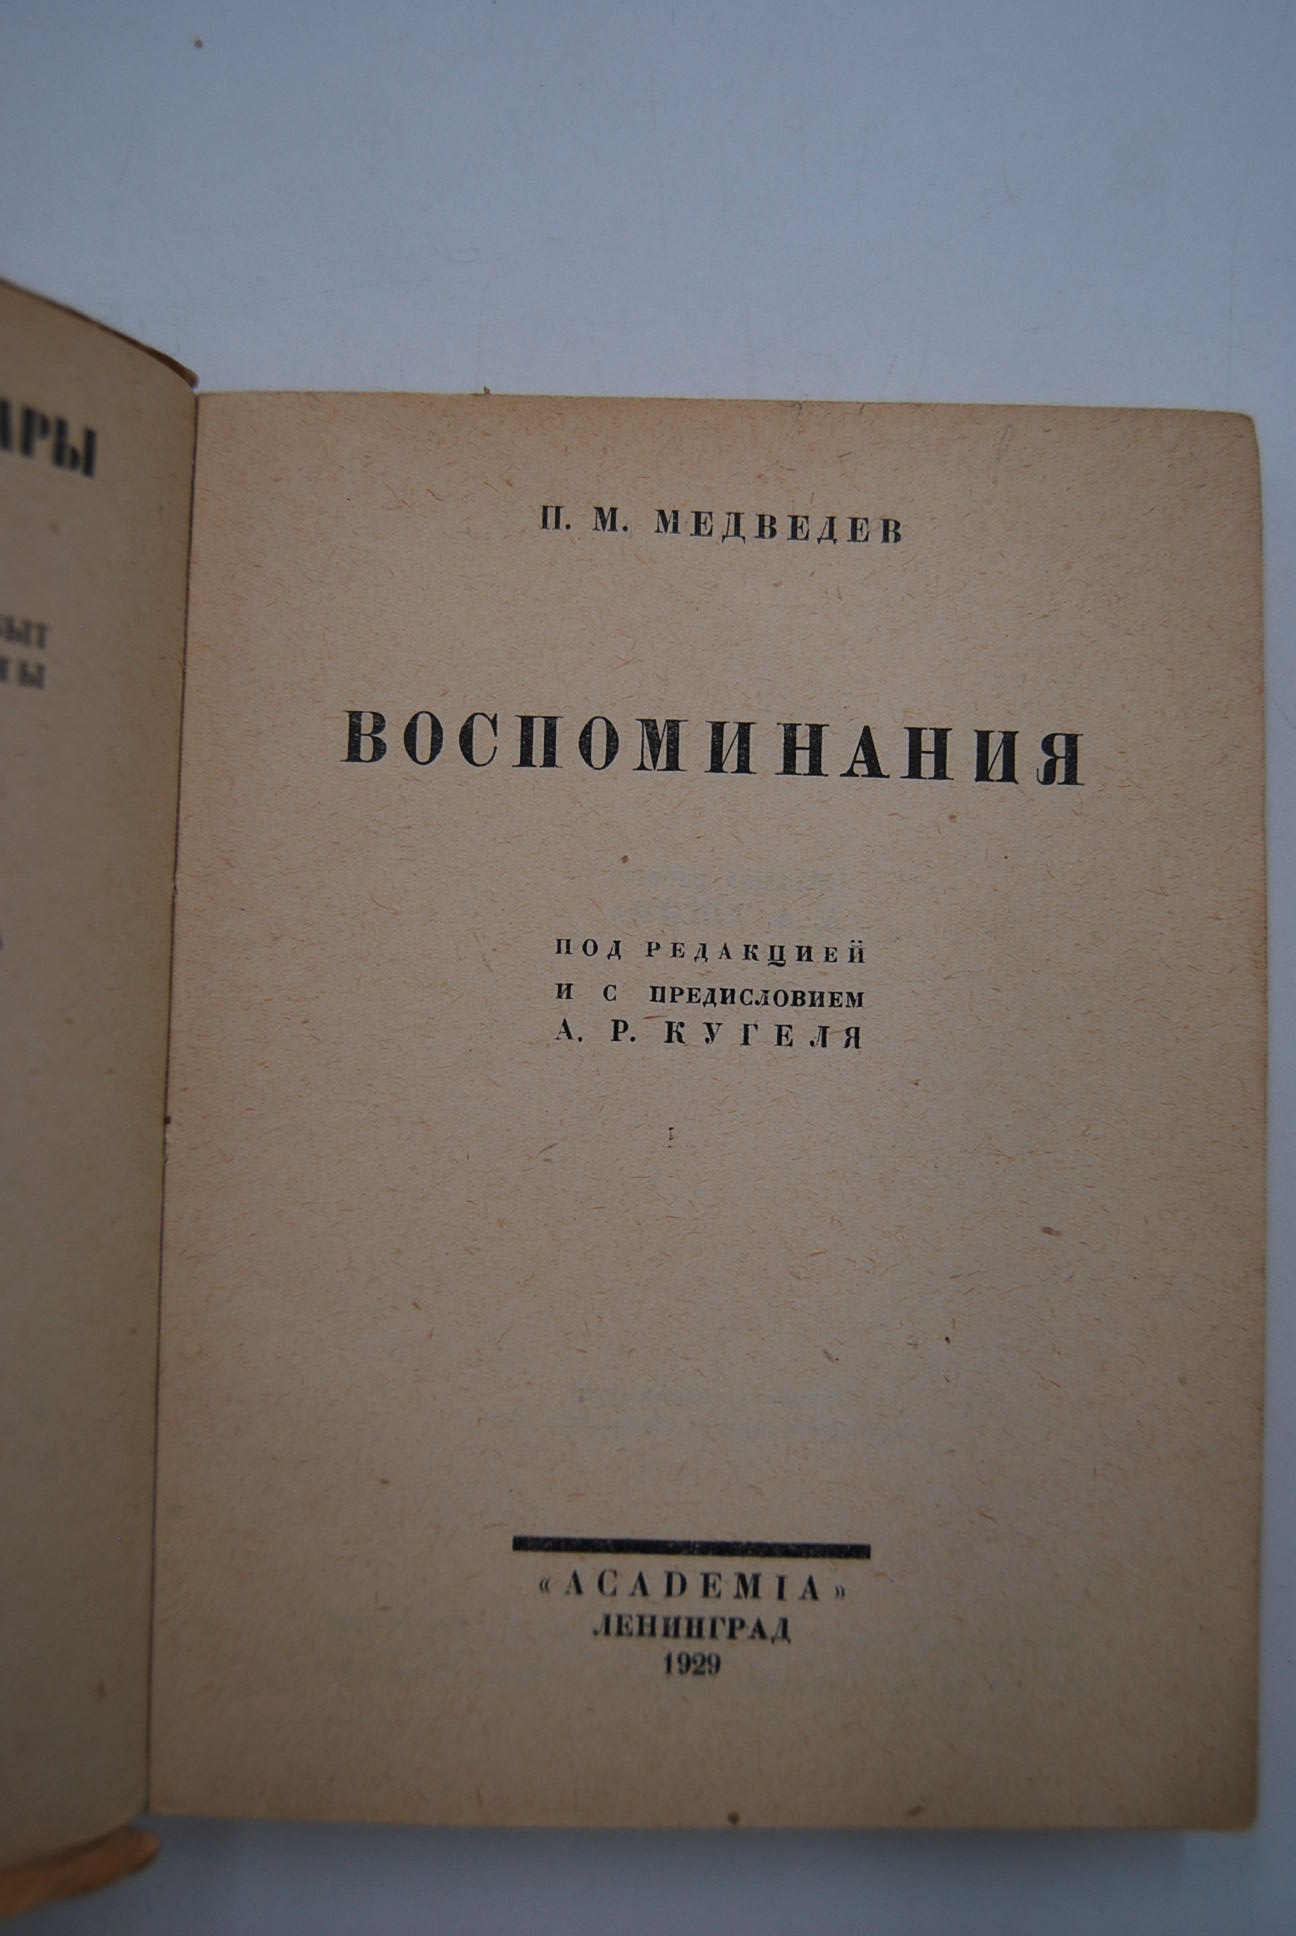 П. М. МЕДВЕДЕВ
ВОСПОМИНАНИЯ
ПОД РЕДАКЦИЕЙ
И С ПРЕДИСЛОВИЕМ
А. Р. КУГЕЛЯ
«ACADEMIA»
ЛЕНИНГРАД
1929